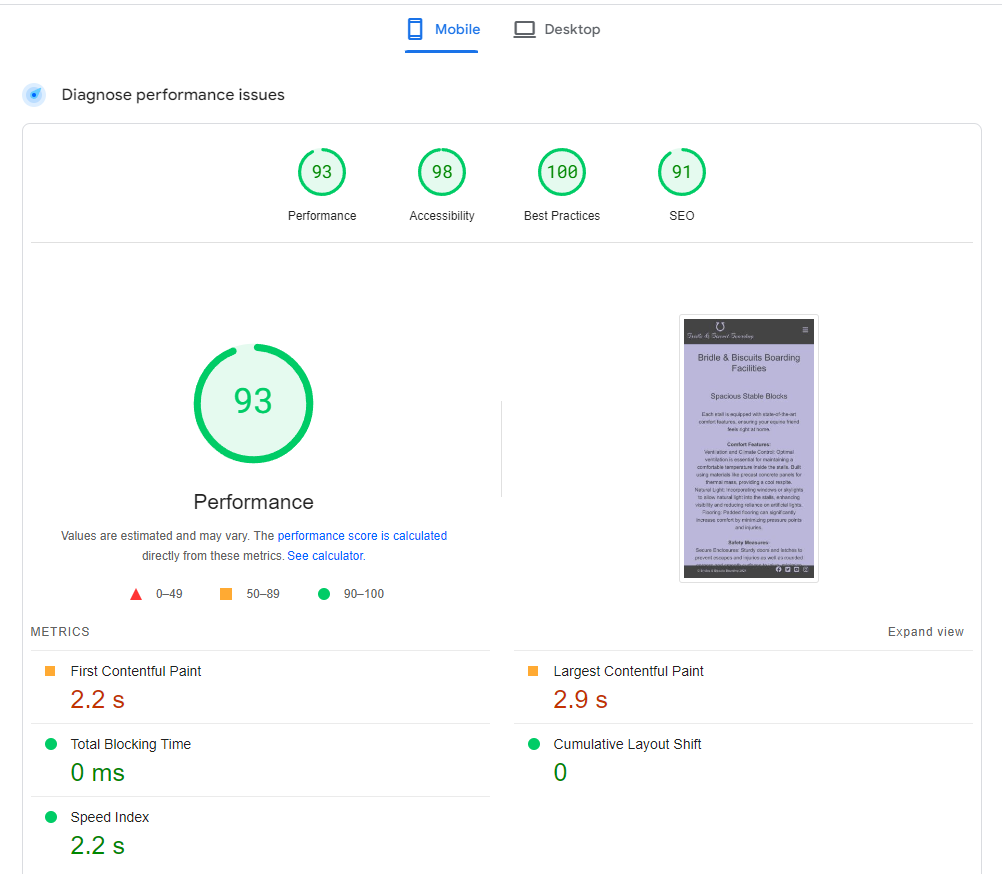 Mobile
Desktop
Diagnose performance issues
93
98
100
91
Performance
Accessibility
Best Practices
SEO
93
Performance
Values are estimated and may vary. The performance score is calculated
directly from these metrics. See calculator.
0–49
50–89
90–100
Bridle & Biscuits Boarding
Facilities
Spacious Stable Blocks
Each stall is equipped with state-of-the-art
comfort features, ensuring your equine friend
feels right at home.
Comfort Features:
Ventilation and Climate Control: Optimal
ventilation is essential for maintaining a
comfortable temperature inside the stalls. Built
using materials like precast concrete panels for
thermal mass, providing a cool respite.
Natural Light: Incorporating windows or skylights
to allow natural light into the stalls, enhancing
visibility and reducing reliance on artificial lights.
Flooring: Padded flooring can significantly
increase comfort by minimizing pressure points
and injuries.
Safety Measures:
Secure Enclosures: Sturdy doors and latches to
prevent escapes and injuries as well as rounded
METRICS
Expand view
First Contentful Paint
2.2 s
Largest Contentful Paint
2.9 s
Total Blocking Time
0 ms
Cumulative Layout Shift
0
Speed Index
2.2 s